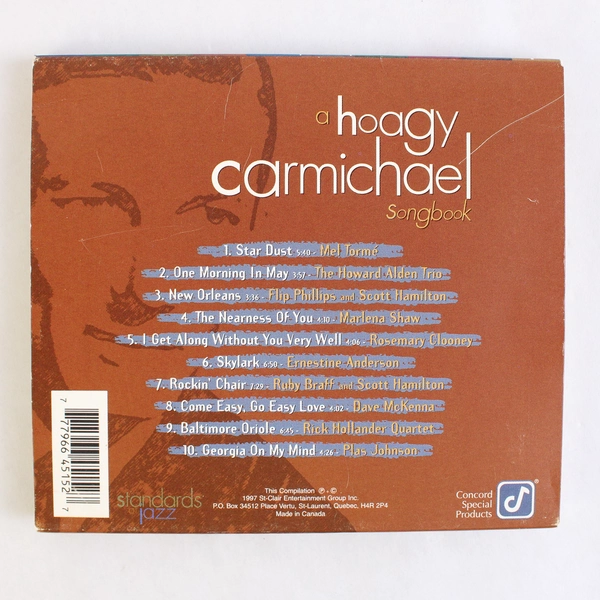 a hoagy
carmichael
songbook
1. Star Dust 5:40 - Mel Tormé
2. One Morning In May 3:57 - The Howard Alden Trio
3. New Orleans 3:36 - Flip Phillips and Scott Hamilton
4. The Nearness Of You 4:10 - Marlena Shaw
5. I Get Along Without You Very Well 4:06 - Rosemary Clooney
6. Skylark 6:50 - Ernestine Anderson
7. Rockin' Chair 7:29 - Ruby Braff and Scott Hamilton
8. Come Easy, Go Easy Love 4:02 - Dave McKenna
9. Baltimore Oriole 6:45 - Rick Hollander Quartet
10. Georgia On My Mind 4:26 - Plas Johnson
7 77966 45152 7
standards
jazz
This Compilation ℗ - ©
1997 St-Clair Entertainment Group Inc.
P.O. Box 34512 Place Vertu, St-Laurent, Quebec, H4R 2P4
Made in Canada
Concord
Special
Products